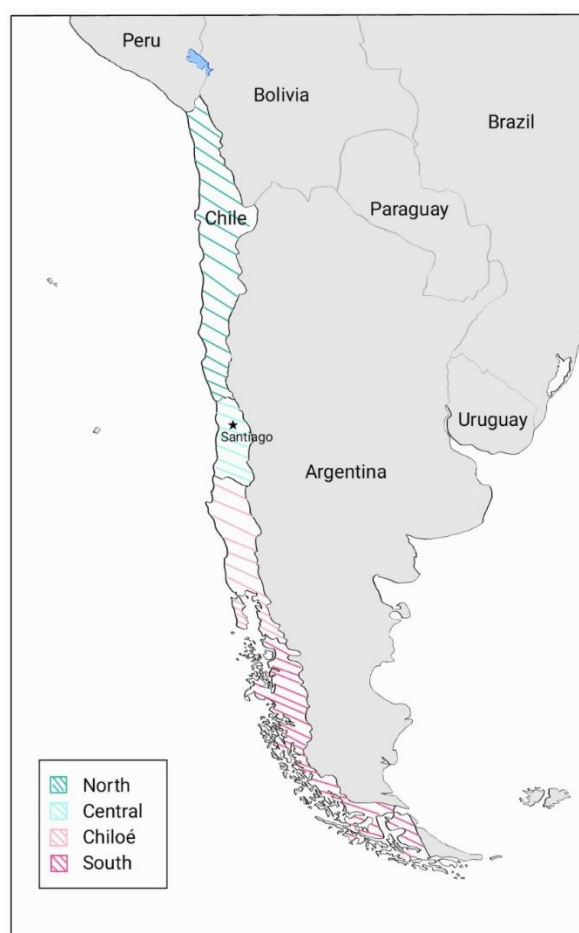 Peru
Bolivia
Brazil
Chile
Paraguay
Santiago
Uruguay
Argentina
North
Central
Chiloé
South